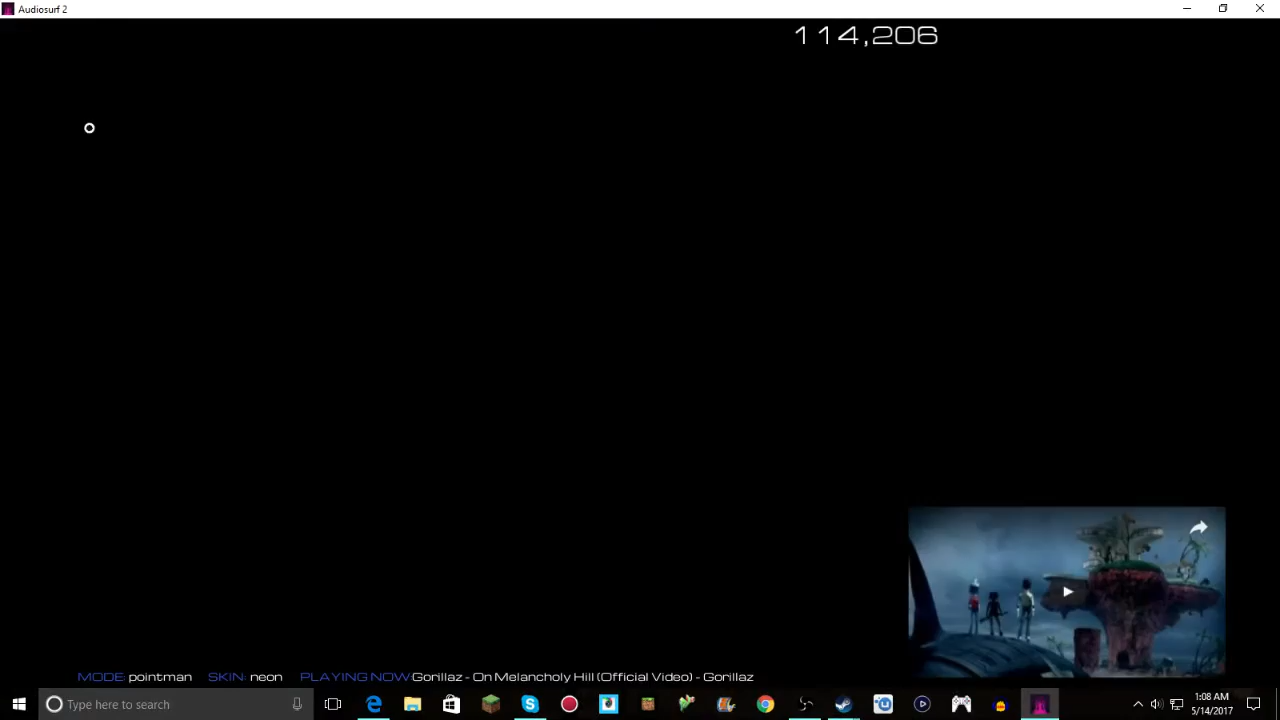 Audiosurf 2
114,206
MODE: pointman SKIN: neon PLAYING NOW: Gorillaz - On Melancholy Hill (Official Video) - Gorillaz
Type here to search
1:08 AM
5/14/2017